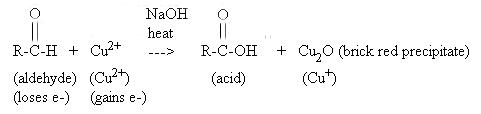 O NaOH O
heat
R-C-H + Cu2+ ---> R-C-OH + Cu2O (brick red precipitate)
(aldehyde) (Cu2+) (acid) (Cu+)
(loses e-) (gains e-)